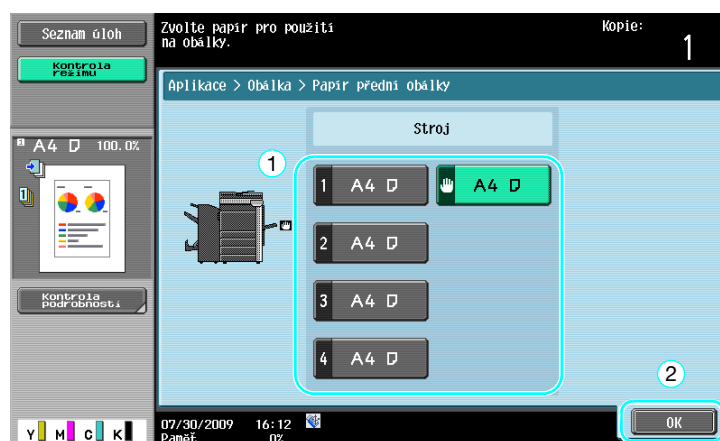 Seznam úloh
Zvolte papír pro použití
na obálky.
Kopie:
1
Kontrola
režimu
Aplikace > Obálka > Papír přední obálky
Stroj
A4 100.0%
1
1 A4
A4
2 A4
3 A4
4 A4
Kontrola
podrobností
2
OK
Y M C K
07/30/2009 16:12
Paměť 0%